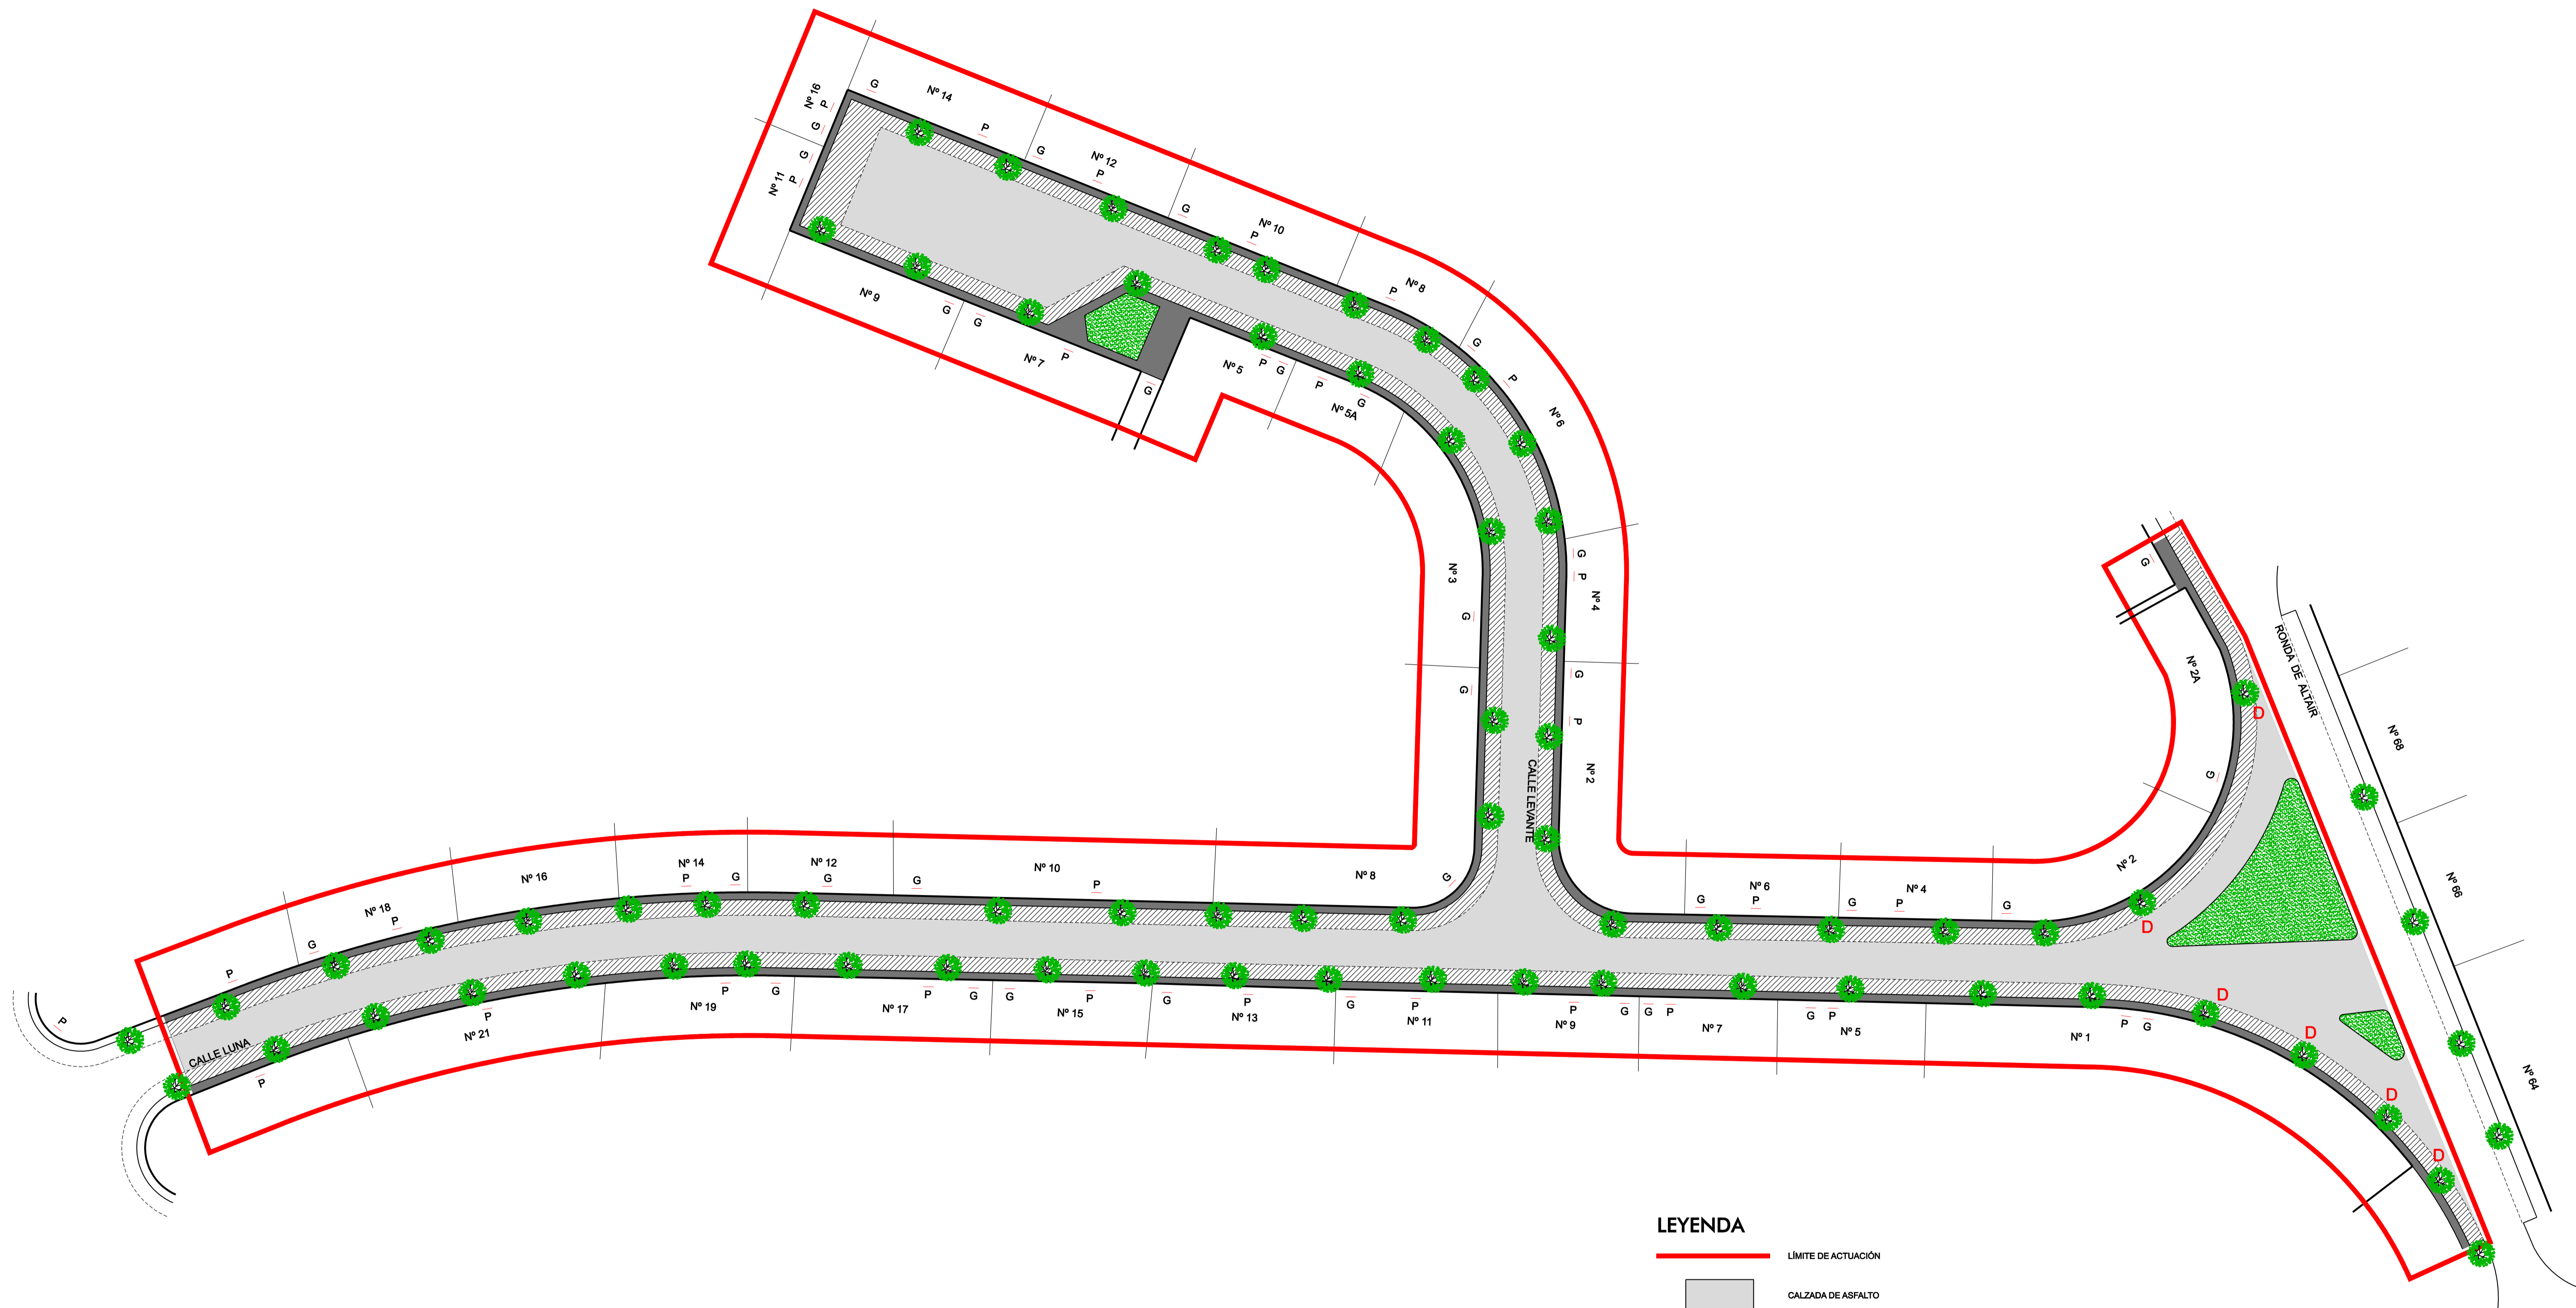 Nº 16
P
G
G
Nº 14
P
G
Nº 12
P
G
Nº 10
P
G
P
Nº 11
Nº 9
G
G
Nº 7
P
G
Nº 5
P
G
P
G
Nº 5A
P
Nº 8
G
P
Nº 6
G
P
Nº 4
Nº 3
G
G
G
P
Nº 2
CALLE LEVANTE
G
Nº 2A
D
G
Nº 2
D
RONDA DE ALTAIR
Nº 68
Nº 66
Nº 64
P
P
G
Nº 18
P
Nº 16
Nº 14
P
G
Nº 12
G
G
Nº 10
P
Nº 8
G
G
Nº 6
P
G
Nº 4
P
G
CALLE LUNA
P
Nº 21
P
Nº 19
P
G
Nº 17
P
G
G
Nº 15
P
G
Nº 13
P
G
Nº 11
P
Nº 9
P
G
G
P
Nº 7
G
P
Nº 5
Nº 1
P
G
D
D
D
D
LEYENDA
LÍMITE DE ACTUACIÓN
CALZADA DE ASFALTO